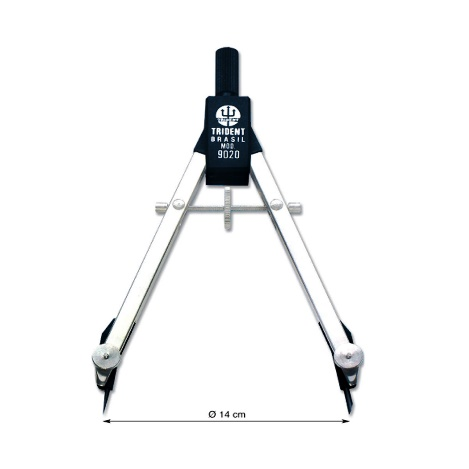 TRIDENT
BRASIL
MOD.
9020
Ø 14 cm